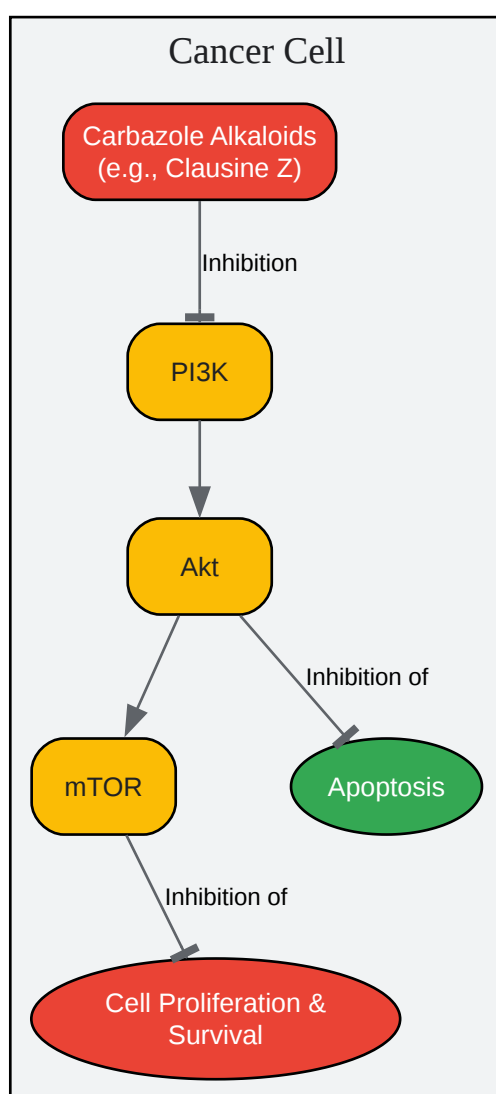 Cancer Cell
Carbazole Alkaloids
(e.g., Clausine Z)
Inhibition
PI3K
Akt
Inhibition of
mTOR
Apoptosis
Inhibition of
Cell Proliferation &
Survival